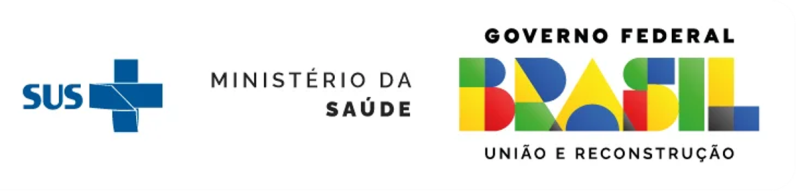 SUS
MINISTÉRIO DA
SAÚDE
GOVERNO FEDERAL
BRASIL
UNIÃO E RECONSTRUÇÃO